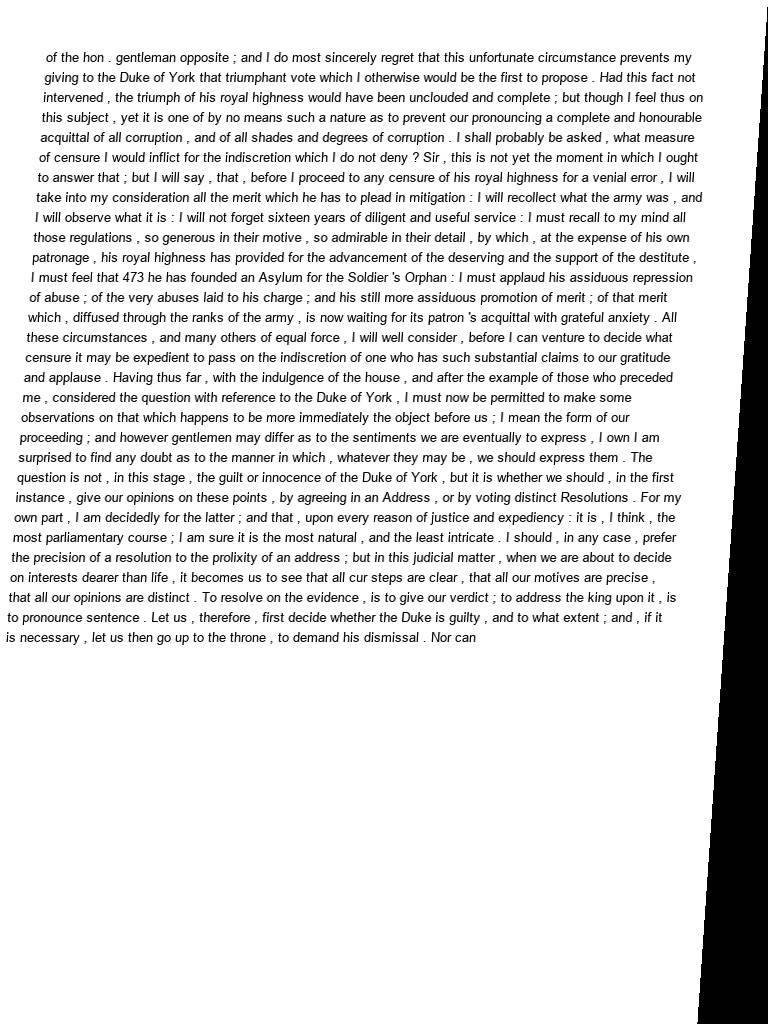 of the hon . gentleman opposite ; and I do most sincerely regret that this unfortunate circumstance prevents my
giving to the Duke of York that triumphant vote which I otherwise would be the first to propose . Had this fact not
intervened , the triumph of his royal highness would have been unclouded and complete ; but though I feel thus on
this subject , yet it is one of by no means such a nature as to prevent our pronouncing a complete and honourable
acquittal of all corruption , and of all shades and degrees of corruption . I shall probably be asked , what measure
of censure I would inflict for the indiscretion which I do not deny ? Sir , this is not yet the moment in which I ought
to answer that ; but I will say , that , before I proceed to any censure of his royal highness for a venial error , I will
take into my consideration all the merit which he has to plead in mitigation : I will recollect what the army was , and
I will observe what it is : I will not forget sixteen years of diligent and useful service : I must recall to my mind all
those regulations , so generous in their motive , so admirable in their detail , by which , at the expense of his own
patronage , his royal highness has provided for the advancement of the deserving and the support of the destitute ,
I must feel that 473 he has founded an Asylum for the Soldier 's Orphan : I must applaud his assiduous repression
of abuse ; of the very abuses laid to his charge ; and his still more assiduous promotion of merit ; of that merit
which , diffused through the ranks of the army , is now waiting for its patron 's acquittal with grateful anxiety . All
these circumstances , and many others of equal force , I will well consider , before I can venture to decide what
censure it may be expedient to pass on the indiscretion of one who has such substantial claims to our gratitude
and applause . Having thus far , with the indulgence of the house , and after the example of those who preceded
me , considered the question with reference to the Duke of York , I must now be permitted to make some
observations on that which happens to be more immediately the object before us ; I mean the form of our
proceeding ; and however gentlemen may differ as to the sentiments we are eventually to express , I own I am
surprised to find any doubt as to the manner in which , whatever they may be , we should express them . The
question is not , in this stage , the guilt or innocence of the Duke of York , but it is whether we should , in the first
instance , give our opinions on these points , by agreeing in an Address , or by voting distinct Resolutions . For my
own part , I am decidedly for the latter ; and that , upon every reason of justice and expediency : it is , I think , the
most parliamentary course ; I am sure it is the most natural , and the least intricate . I should , in any case , prefer
the precision of a resolution to the prolixity of an address ; but in this judicial matter , when we are about to decide
on interests dearer than life , it becomes us to see that all cur steps are clear , that all our motives are precise ,
that all our opinions are distinct . To resolve on the evidence , is to give our verdict ; to address the king upon it , is
to pronounce sentence . Let us , therefore , first decide whether the Duke is guilty , and to what extent ; and , if it
is necessary , let us then go up to the throne , to demand his dismissal . Nor can